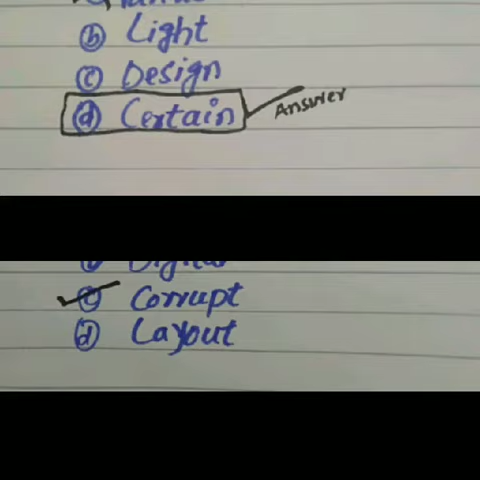 ⓑ Light
ⓒ Design
ⓓ Certain Answer
ⓒ Corrupt
ⓓ Layout